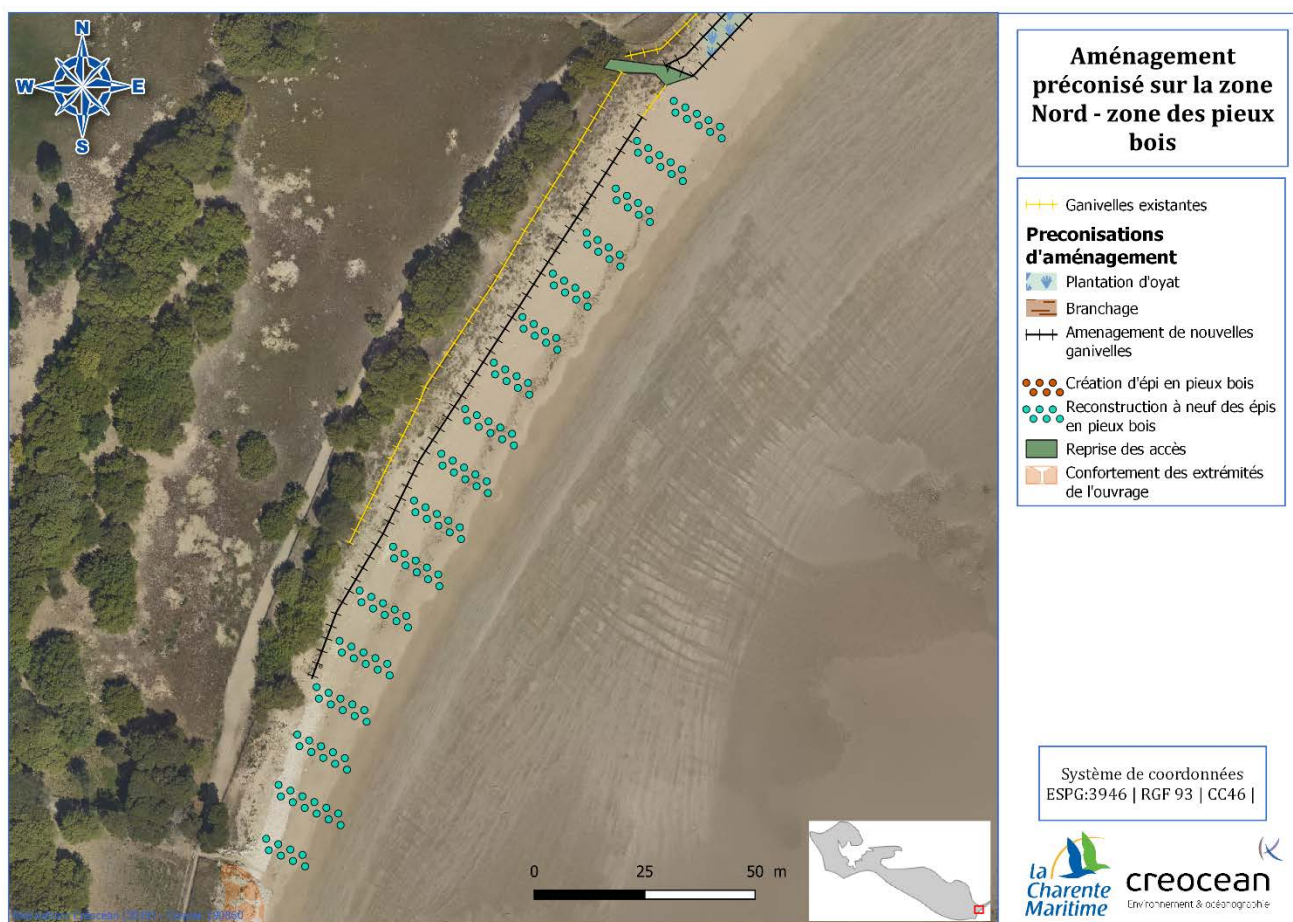 N
W
E
S
Aménagement
préconisé sur la zone
Nord - zone des pieux
bois
Ganivelles existantes
Preconisations
d'aménagement
Plantation d'oyat
Branchage
Amenagement de nouvelles
ganivelles
Création d'épi en pieux bois
Reconstruction à neuf des épis
en pieux bois
Reprise des accès
Confortement des extrémités
de l'ouvrage
Système de coordonnées
ESPG:3946 | RGF 93 | CC46 |
0 25 50 m
la
Charente
Maritime
creocean
Environnement & océanographie